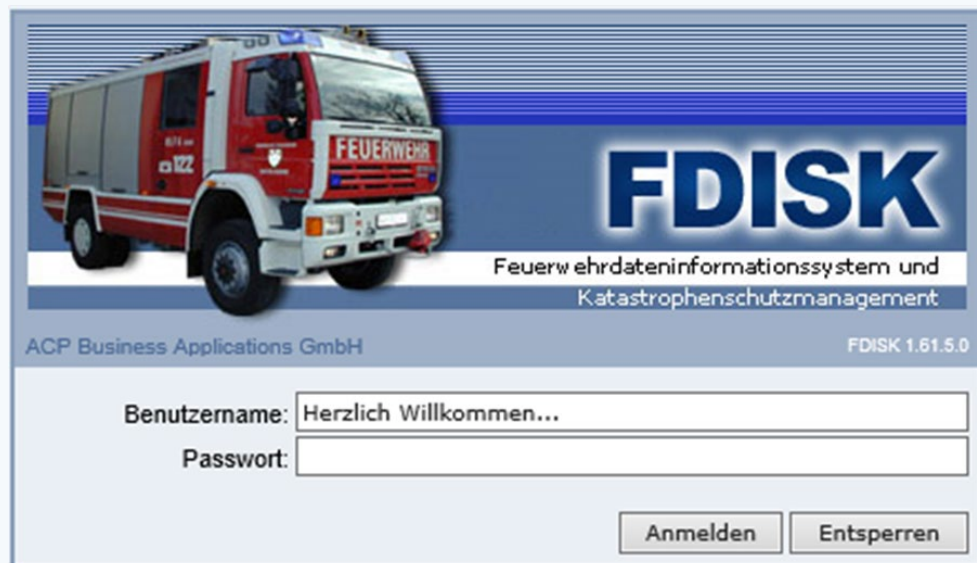 FEUERWEHR
122
FDISK
Feuerwehrdateninformationssystem und
Katastrophenschutzmanagement
ACP Business Applications GmbH
FDISK 1.61.5.0
Benutzername: Herzlich Willkommen...
Passwort:
Anmelden Entsperren